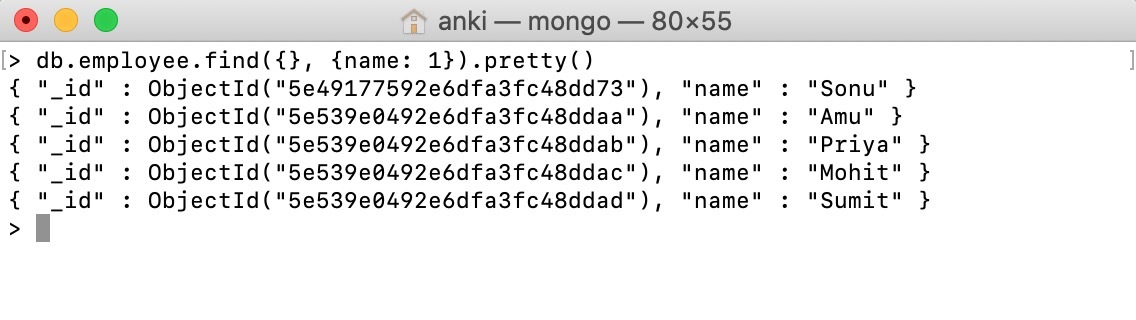 anki — mongo — 80×55
[> db.employee.find({}, {name: 1}).pretty() ]
{ "_id" : ObjectId("5e49177592e6dfa3fc48dd73"), "name" : "Sonu" }
{ "_id" : ObjectId("5e539e0492e6dfa3fc48ddaa"), "name" : "Amu" }
{ "_id" : ObjectId("5e539e0492e6dfa3fc48ddab"), "name" : "Priya" }
{ "_id" : ObjectId("5e539e0492e6dfa3fc48ddac"), "name" : "Mohit" }
{ "_id" : ObjectId("5e539e0492e6dfa3fc48ddad"), "name" : "Sumit" }
>